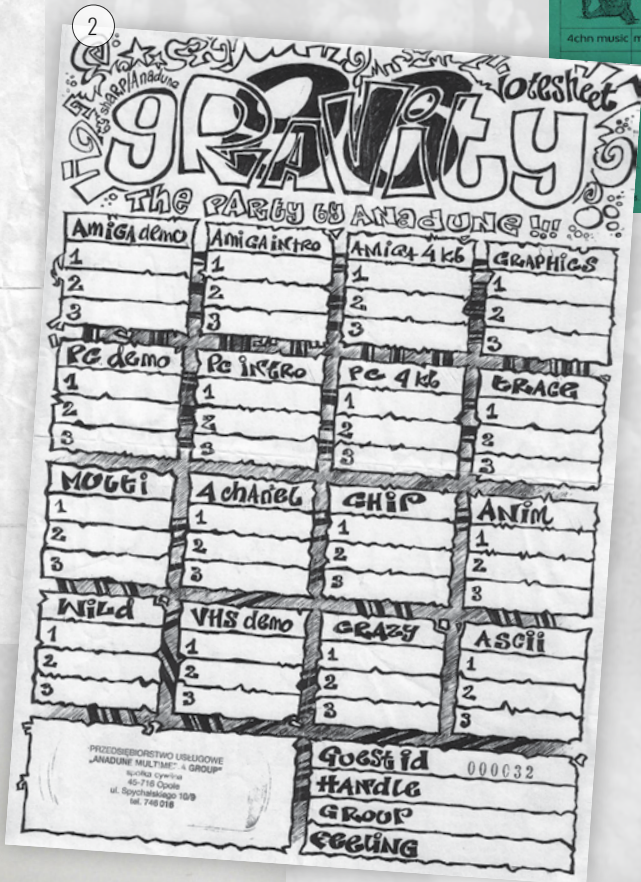 2
4chn music m
by SHARP/Anadune
gRAVity
Votesheet
The PARty by ANADUNE !!!
AMiGA demo
1
2
3
AMiGA iNtro
1
2
3
AMiGA 4 kb
1
2
3
GRAPHICS
1
2
3
PC demo
1
2
3
PC iNtro
1
2
3
PC 4 kb
1
2
3
tRACE
1
2
3
MULti
1
2
3
4 chANel
1
2
3
CHiP
1
2
3
ANiM
1
2
3
WiLd
1
2
3
VHS demo
1
2
3
CRAZY
1
2
3
ASCii
1
2
3
PRZEDSIĘBIORSTWO USŁUGOWE
„ANADUNE MULTIMEDIA GROUP"
spółka cywilna
45-716 Opole
ul. Spychalskiego 16/9
tel. 746 016
GUESt id 000032
HANDLE
GROUP
FEELiNG